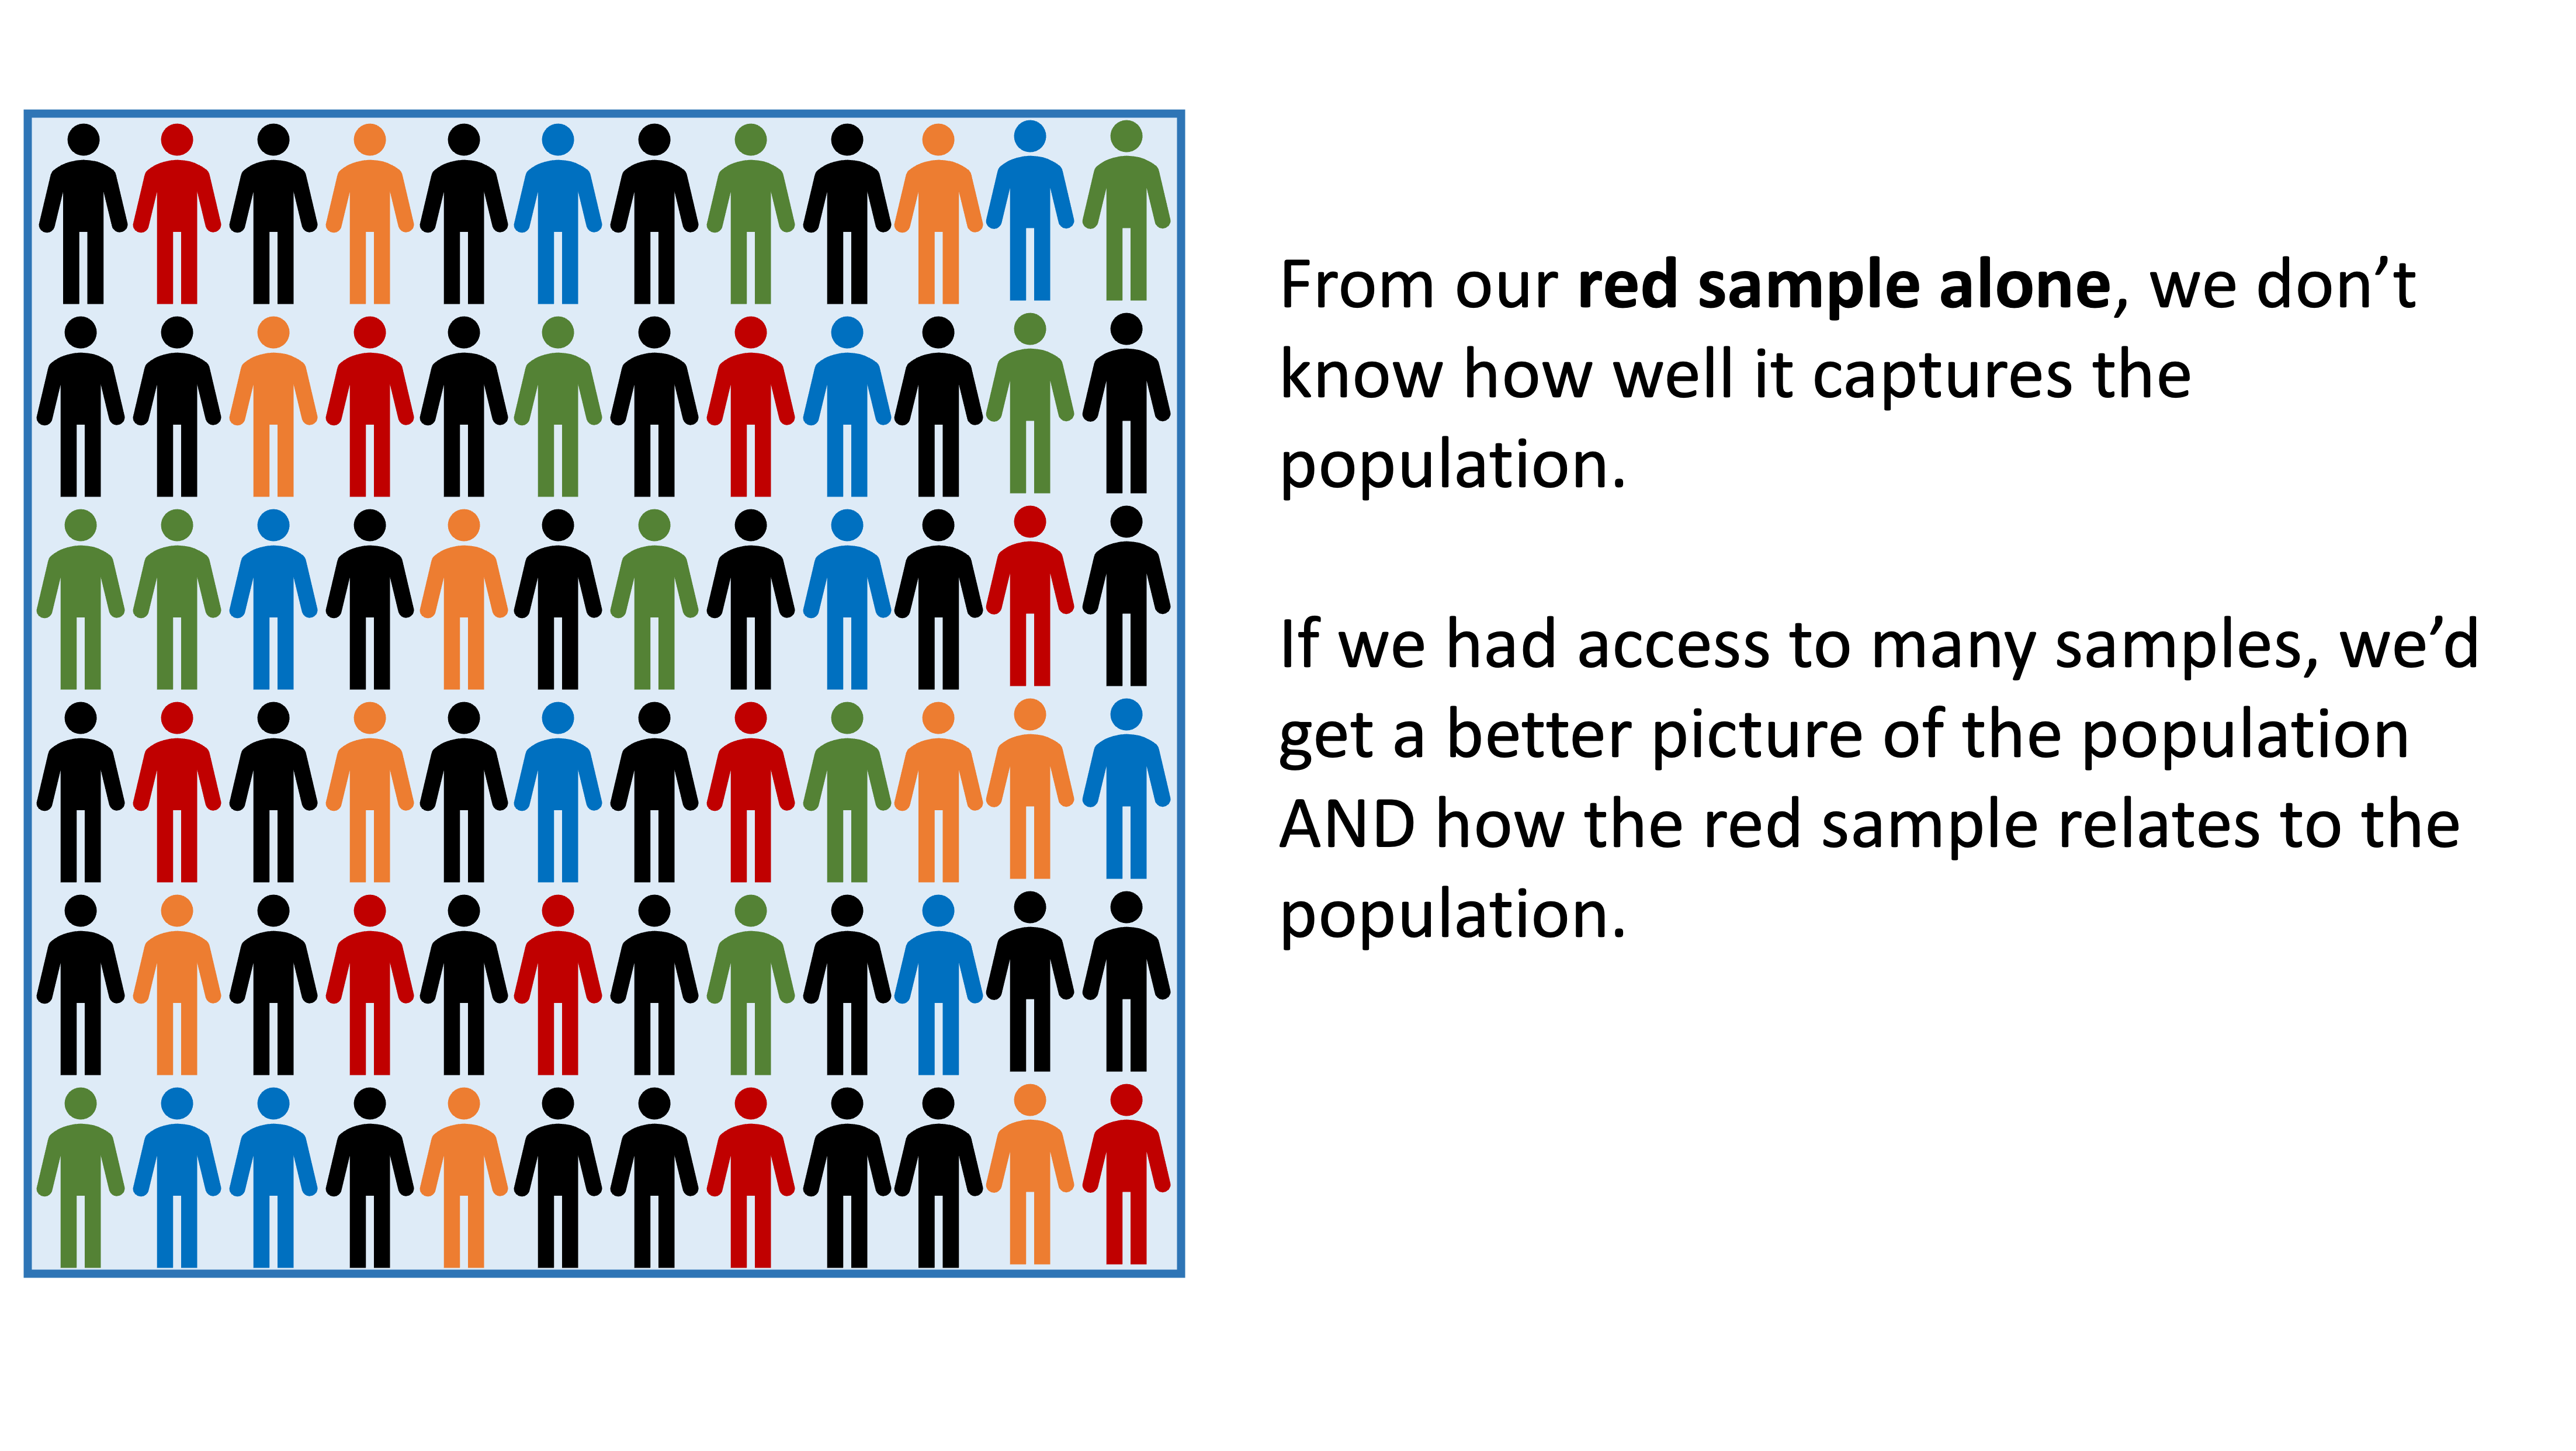 From our red sample alone, we don’t
know how well it captures the
population.
If we had access to many samples, we’d
get a better picture of the population
AND how the red sample relates to the
population.